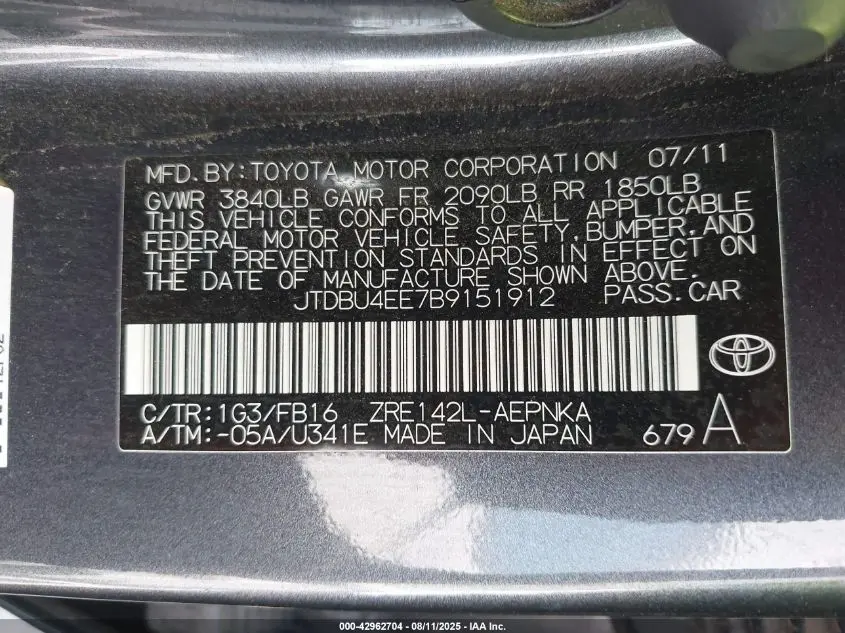 MFD. BY: TOYOTA MOTOR CORPORATION 07/11
GVWR 3840LB GAWR FR 2090LB RR 1850LB
THIS VEHICLE CONFORMS TO ALL APPLICABLE
FEDERAL MOTOR VEHICLE SAFETY, BUMPER, AND
THEFT PREVENTION STANDARDS IN EFFECT ON
THE DATE OF MANUFACTURE SHOWN ABOVE.
JTDBU4EE7B9151912 PASS. CAR
C/TR: 1G3/FB16 ZRE142L-AEPNKA
A/TM: -05A/U341E MADE IN JAPAN 679 A
000-42962704 - 08/11/2025 - IAA Inc.